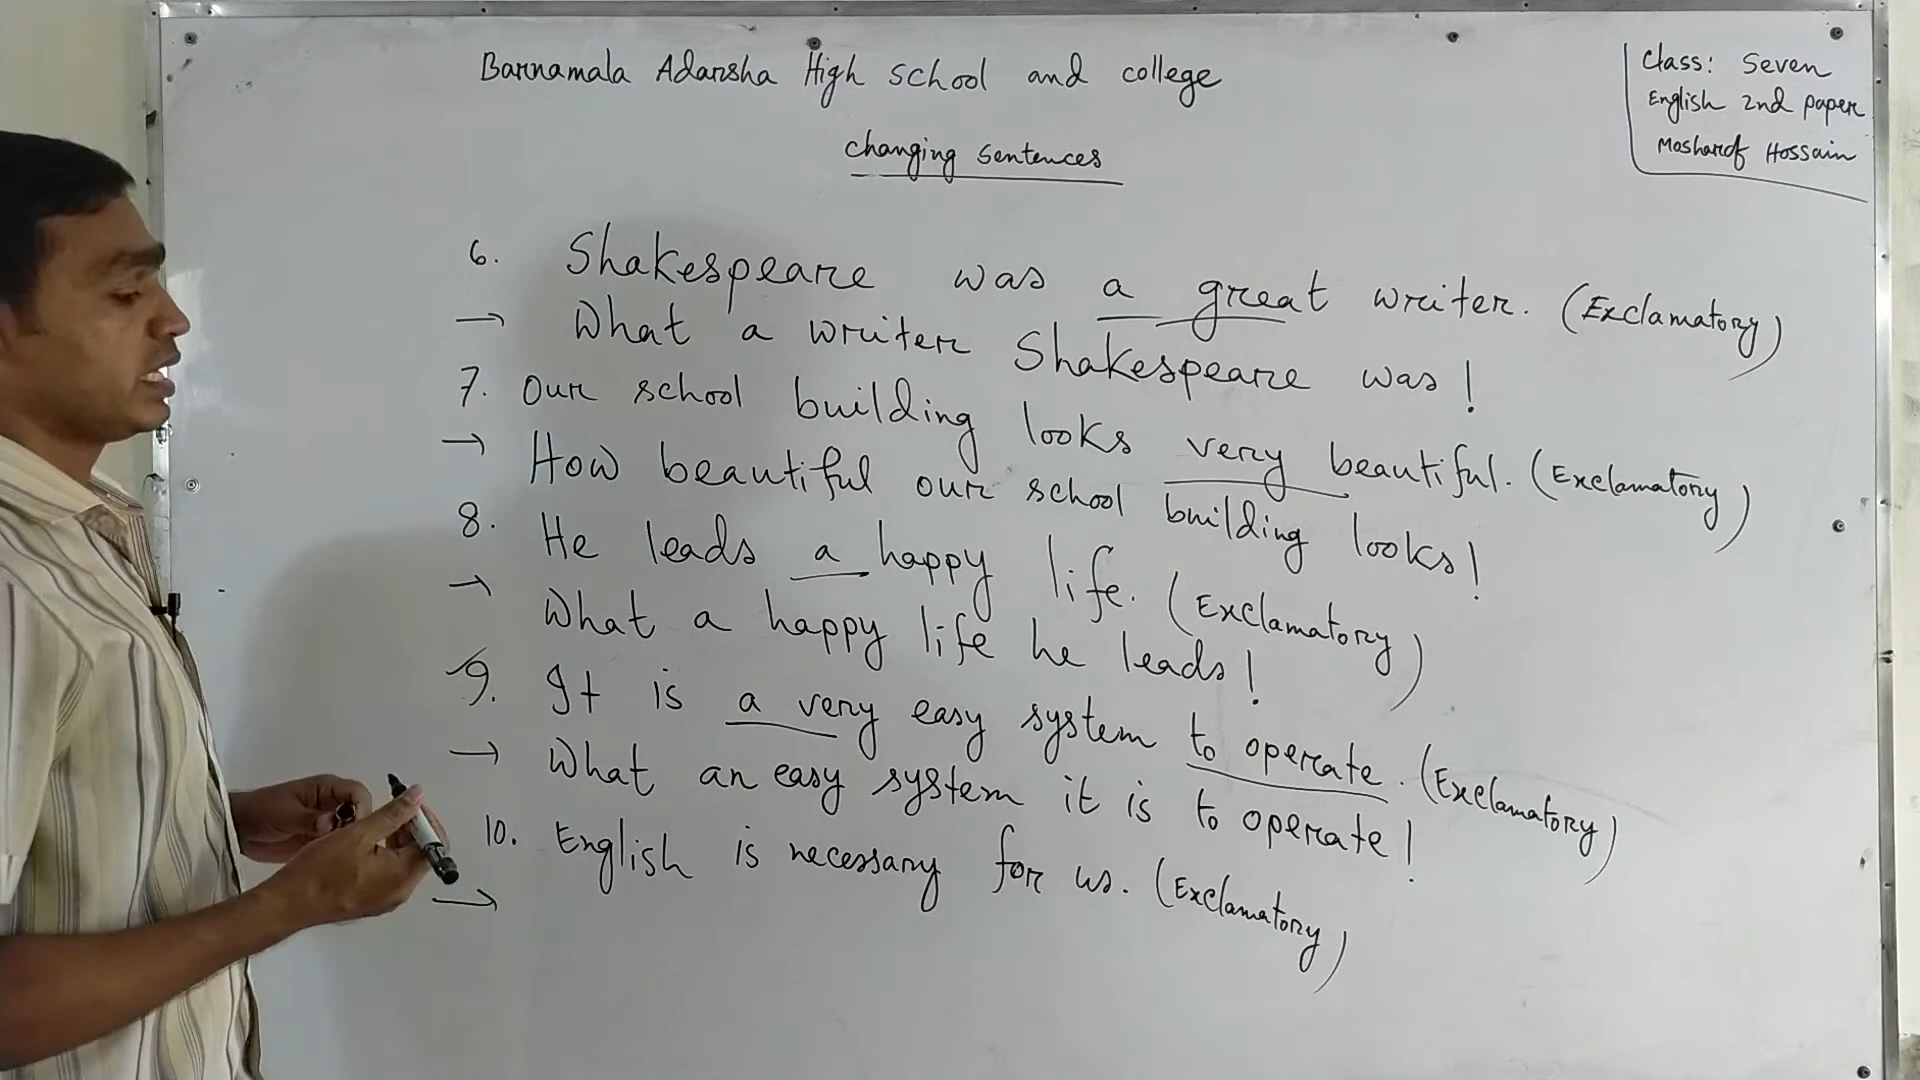 Barnamala Adarsha High school and college
Class: Seven
English 2nd paper
Mosharof Hossain
changing sentences
6. Shakespeare was a great writer. (Exclamatory)
→ What a writer Shakespeare was!
7. Our school building looks very beautiful. (Exclamatory)
→ How beautiful our school building looks!
8. He leads a happy life. (Exclamatory)
→ What a happy life he leads!
9. It is a very easy system to operate. (Exclamatory)
→ What an easy system it is to operate!
10. English is necessary for us. (Exclamatory)
→